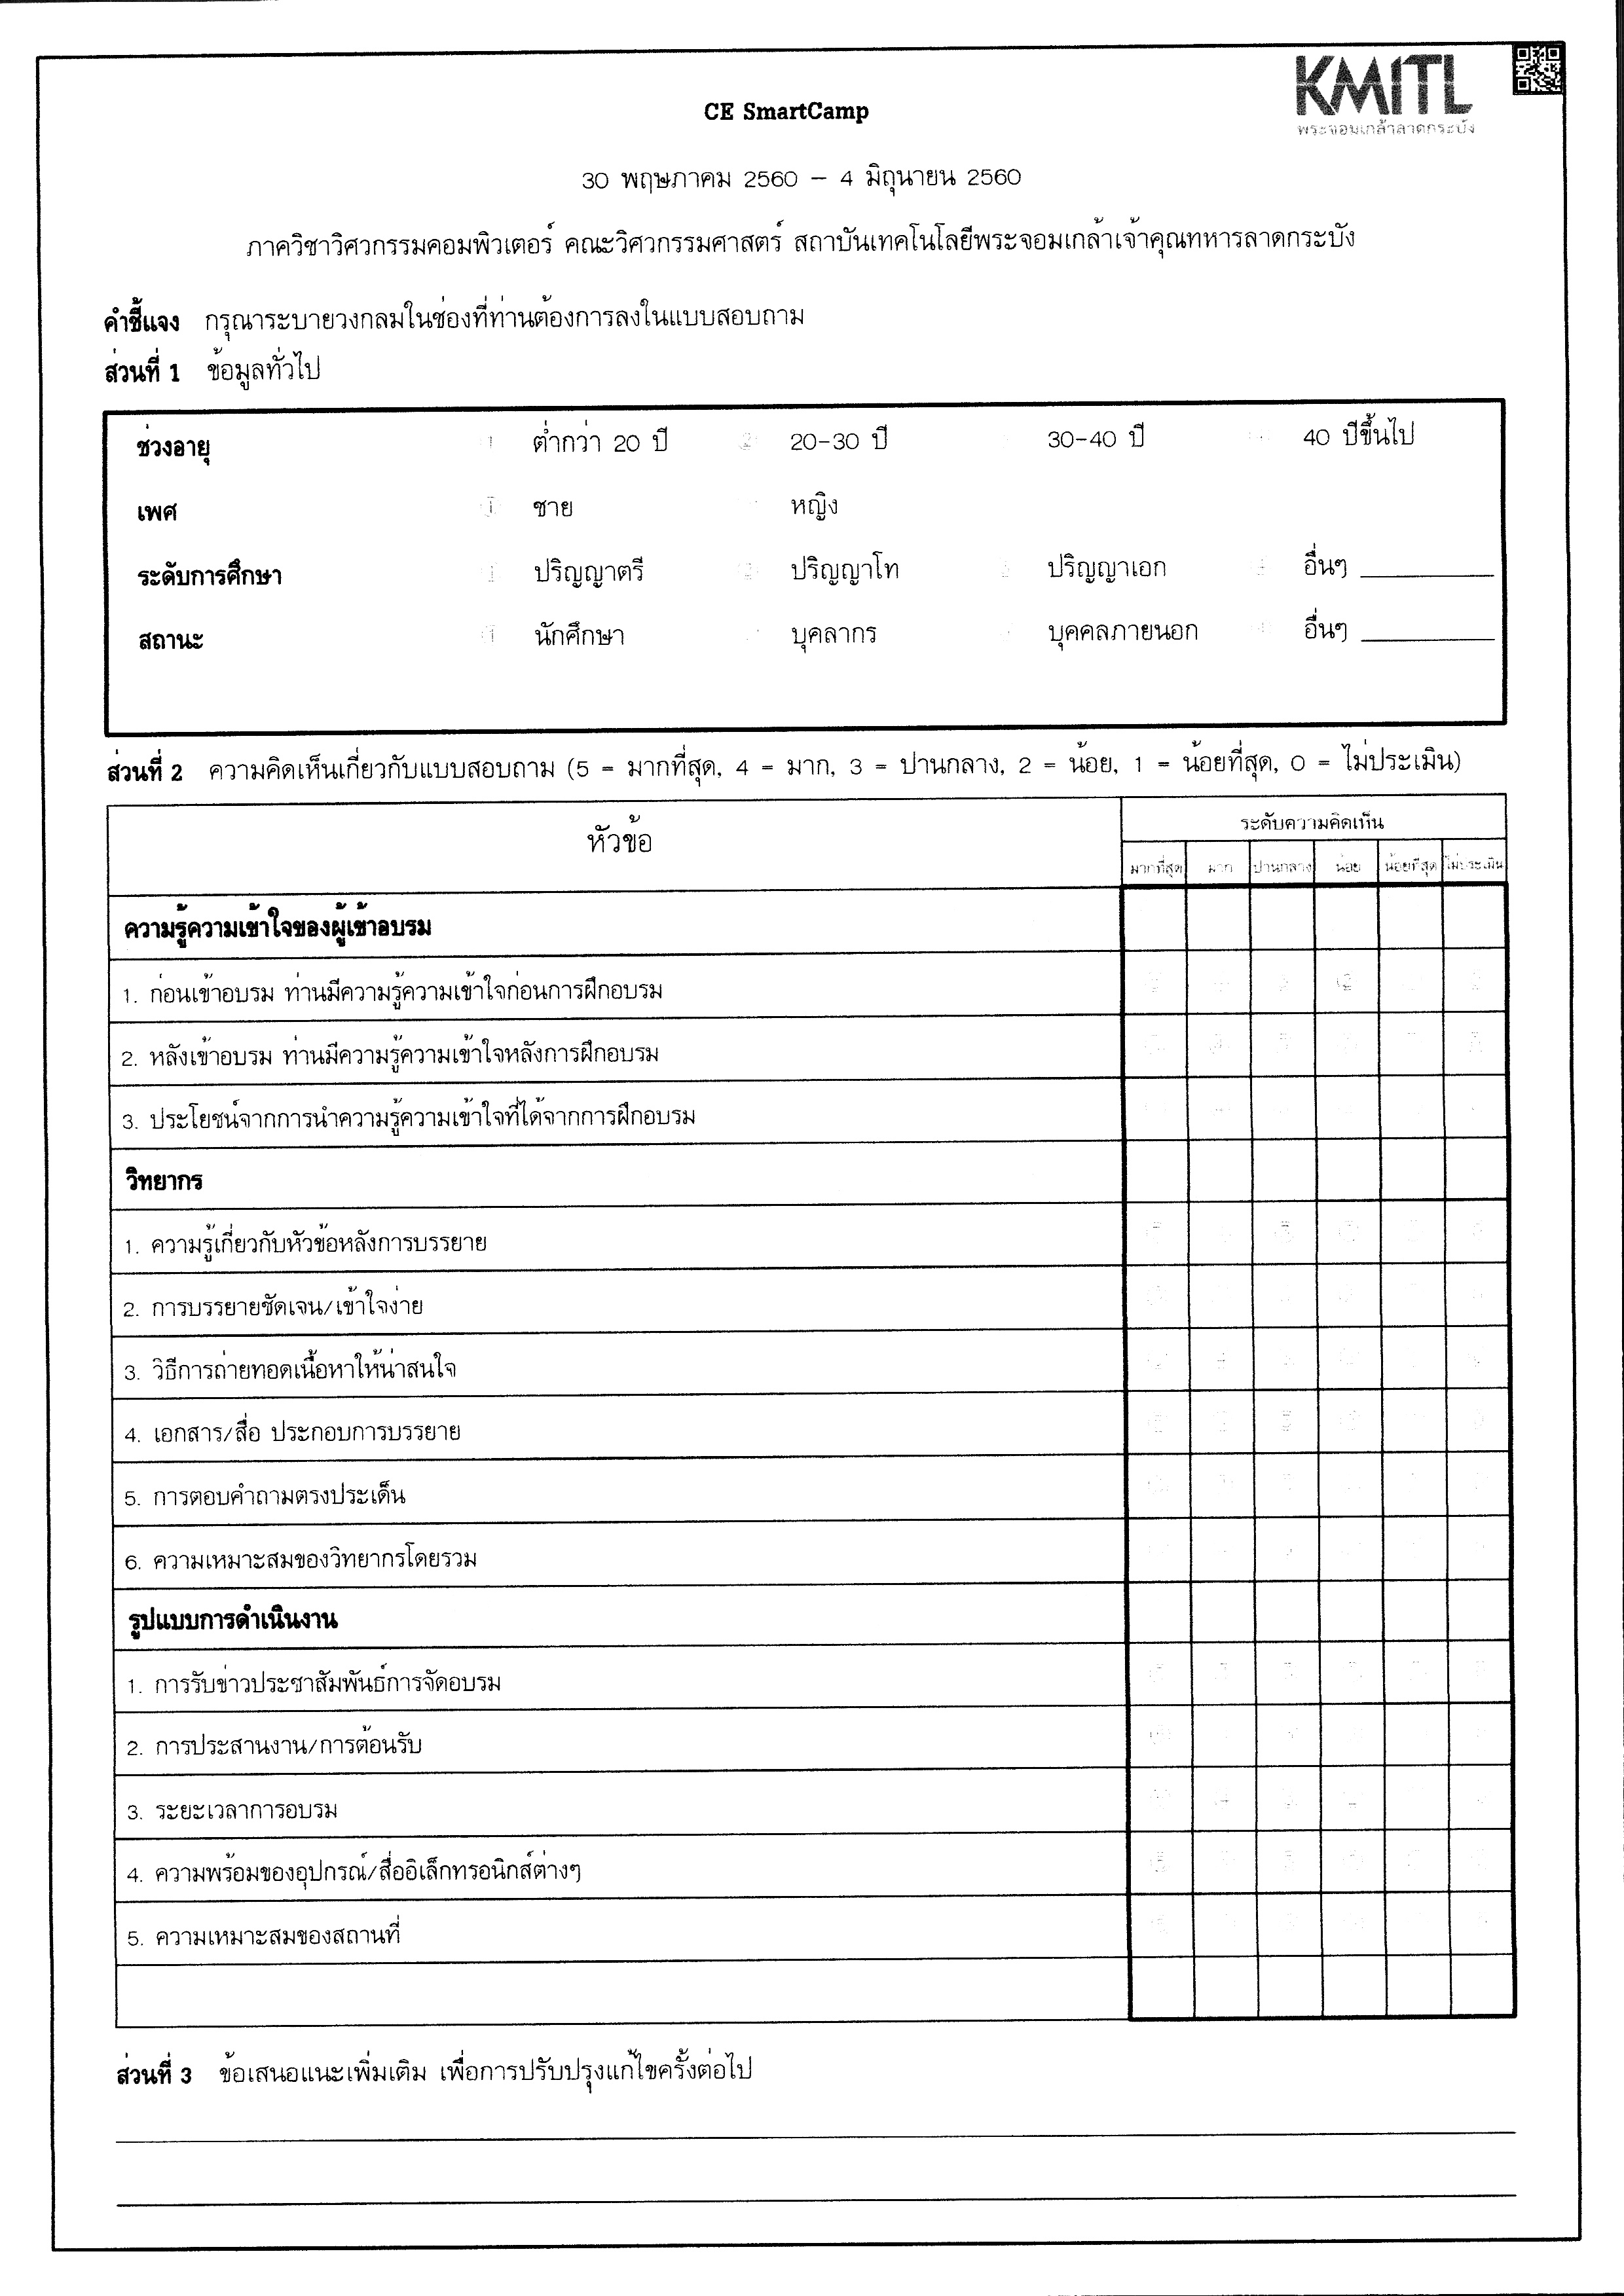 KMITL
พระจอมเกล้าลาดกระบัง
CE SmartCamp
30 พฤษภาคม 2560 – 4 มิถุนายน 2560
ภาควิชาวิศวกรรมคอมพิวเตอร์ คณะวิศวกรรมศาสตร์ สถาบันเทคโนโลยีพระจอมเกล้าเจ้าคุณทหารลาดกระบัง
คำชี้แจง กรุณาระบายวงกลมในช่องที่ท่านต้องการลงในแบบสอบถาม
ส่วนที่ 1 ข้อมูลทั่วไป
ช่วงอายุ 1 ต่ำกว่า 20 ปี 2 20-30 ปี 30-40 ปี 40 ปีขึ้นไป
เพศ 1 ชาย หญิง
ระดับการศึกษา 1 ปริญญาตรี 2 ปริญญาโท 3 ปริญญาเอก อื่นๆ
สถานะ 1 นักศึกษา บุคลากร บุคคลภายนอก อื่นๆ
ส่วนที่ 2 ความคิดเห็นเกี่ยวกับแบบสอบถาม (5 = มากที่สุด, 4 = มาก, 3 = ปานกลาง, 2 = น้อย, 1 = น้อยที่สุด, 0 = ไม่ประเมิน)
หัวข้อ ระดับความคิดเห็น
มากที่สุด มาก ปานกลาง น้อย น้อยที่สุด ไม่ประเมิน
ความรู้ความเข้าใจของผู้เข้าอบรม
1. ก่อนเข้าอบรม ท่านมีความรู้ความเข้าใจก่อนการฝึกอบรม
2. หลังเข้าอบรม ท่านมีความรู้ความเข้าใจหลังการฝึกอบรม
3. ประโยชน์จากการนำความรู้ความเข้าใจที่ได้จากการฝึกอบรม
วิทยากร
1. ความรู้เกี่ยวกับหัวข้อหลังการบรรยาย
2. การบรรยายชัดเจน/เข้าใจง่าย
3. วิธีการถ่ายทอดเนื้อหาให้น่าสนใจ
4. เอกสาร/สื่อ ประกอบการบรรยาย
5. การตอบคำถามตรงประเด็น
6. ความเหมาะสมของวิทยากรโดยรวม
รูปแบบการดำเนินงาน
1. การรับข่าวประชาสัมพันธ์การจัดอบรม
2. การประสานงาน/การต้อนรับ
3. ระยะเวลาการอบรม
4. ความพร้อมของอุปกรณ์/สื่ออิเล็กทรอนิกส์ต่างๆ
5. ความเหมาะสมของสถานที่
ส่วนที่ 3 ข้อเสนอแนะเพิ่มเติม เพื่อการปรับปรุงแก้ไขครั้งต่อไป